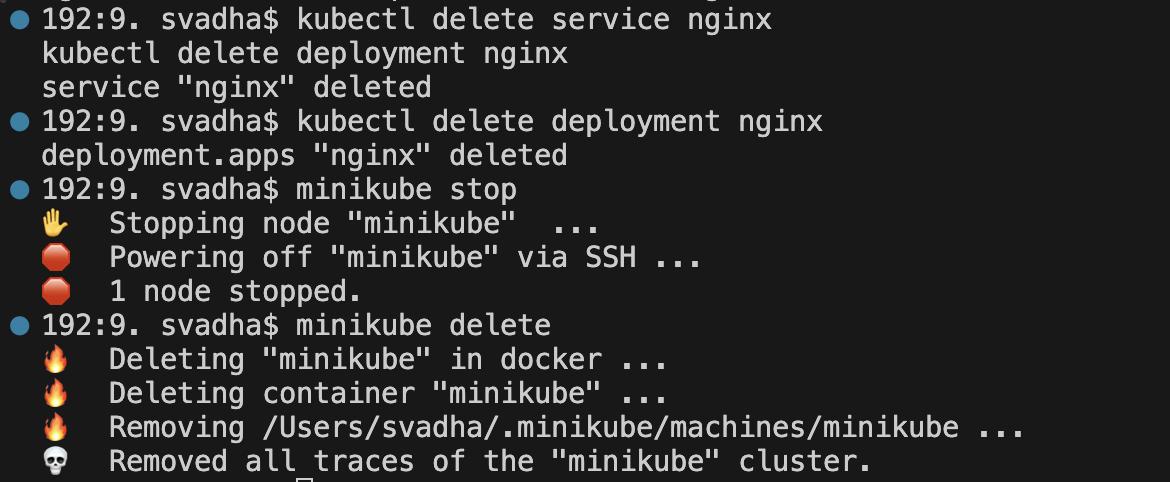 192:9. svadha$ kubectl delete service nginx
kubectl delete deployment nginx
service "nginx" deleted
192:9. svadha$ kubectl delete deployment nginx
deployment.apps "nginx" deleted
192:9. svadha$ minikube stop
✋ Stopping node "minikube" ...
🛑 Powering off "minikube" via SSH ...
🛑 1 node stopped.
192:9. svadha$ minikube delete
🔥 Deleting "minikube" in docker ...
🔥 Deleting container "minikube" ...
🔥 Removing /Users/svadha/.minikube/machines/minikube ...
💀 Removed all traces of the "minikube" cluster.